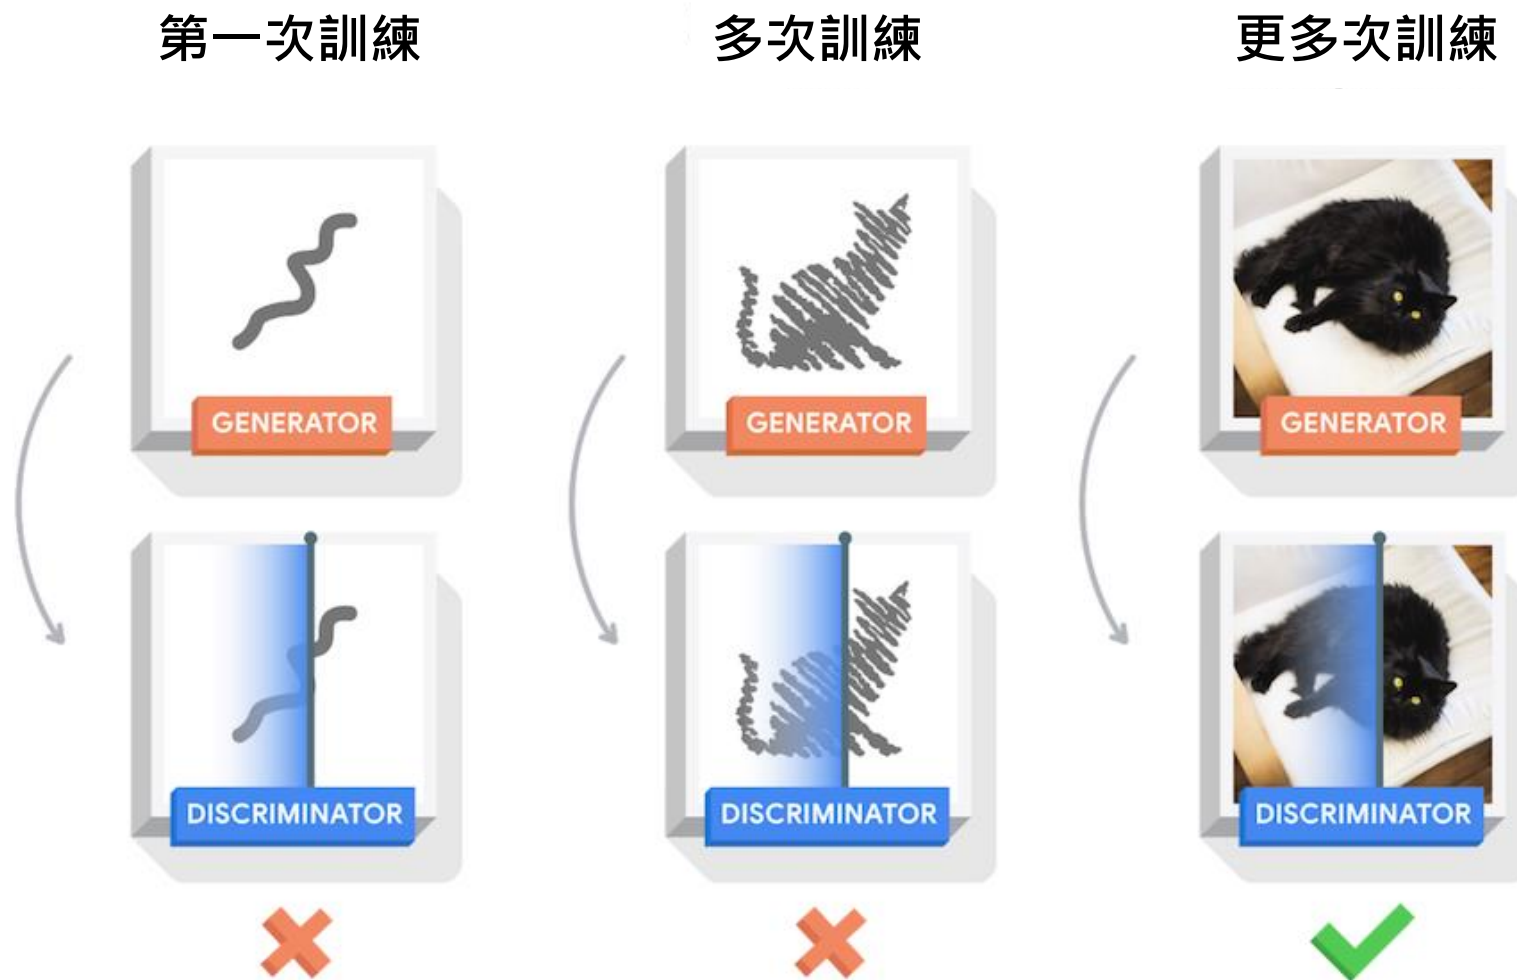 第一次訓練
多次訓練
更多次訓練
GENERATOR
GENERATOR
GENERATOR
DISCRIMINATOR
DISCRIMINATOR
DISCRIMINATOR